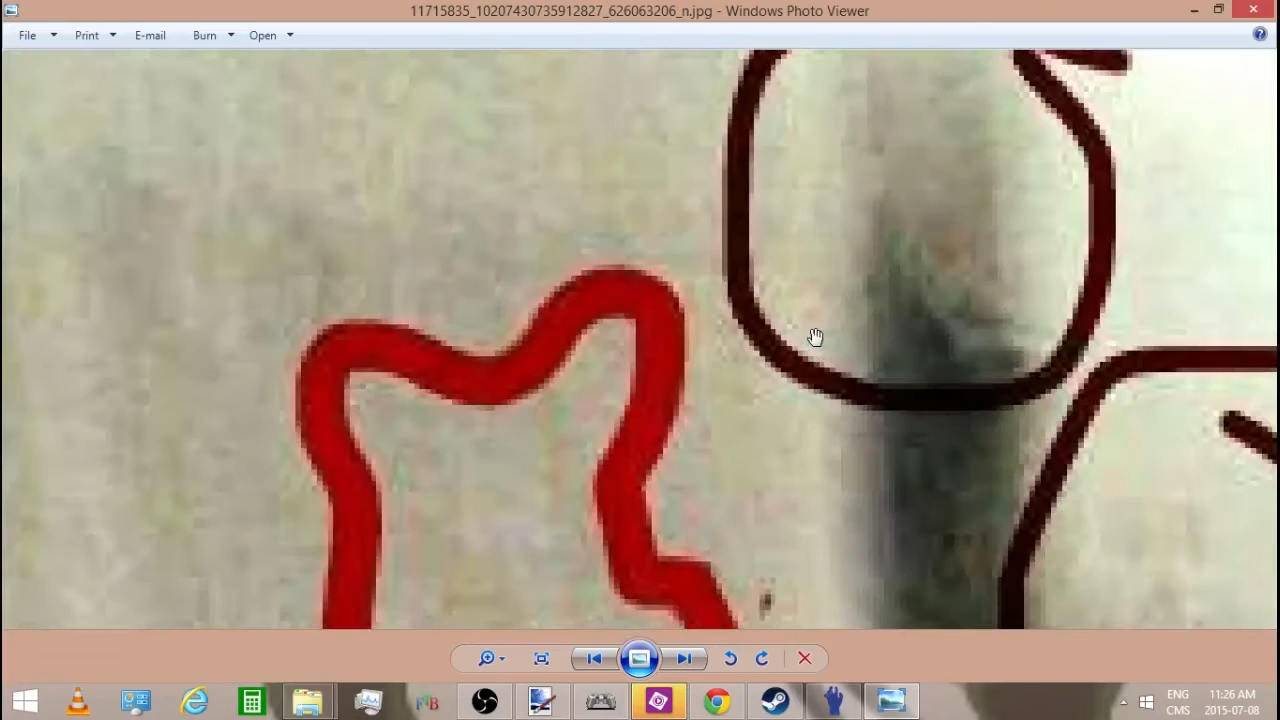 11715835_10207430735912827_626063206_n.jpg - Windows Photo Viewer
File Print E-mail Burn Open
ENG 11:26 AM
CMS 2015-07-08